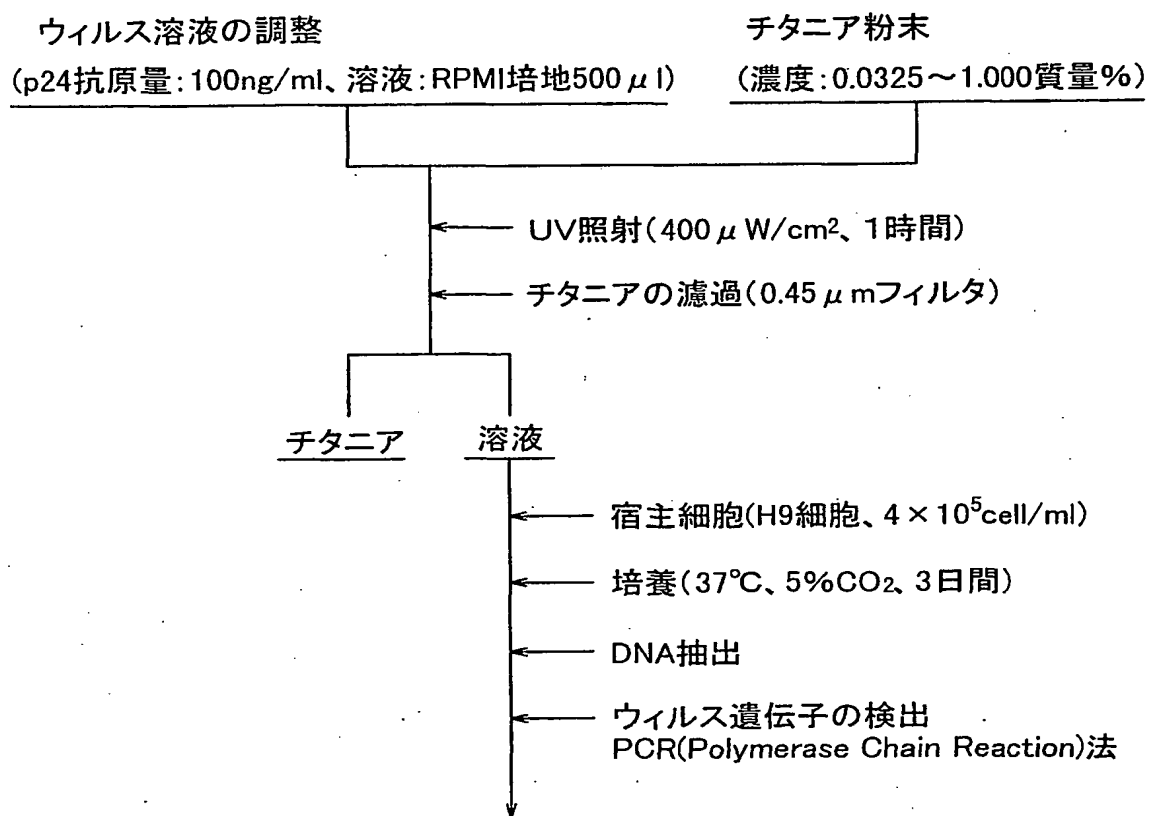 ウィルス溶液の調整
(p24抗原量:100ng/ml、溶液:RPMI培地500μl)
チタニア粉末
(濃度:0.0325~1.000質量%)
UV照射(400μW/cm²、1時間)
チタニアの濾過(0.45μmフィルタ)
チタニア
溶液
宿主細胞(H9細胞、4×10⁵cell/ml)
培養(37℃、5%CO₂、3日間)
DNA抽出
ウィルス遺伝子の検出
PCR(Polymerase Chain Reaction)法